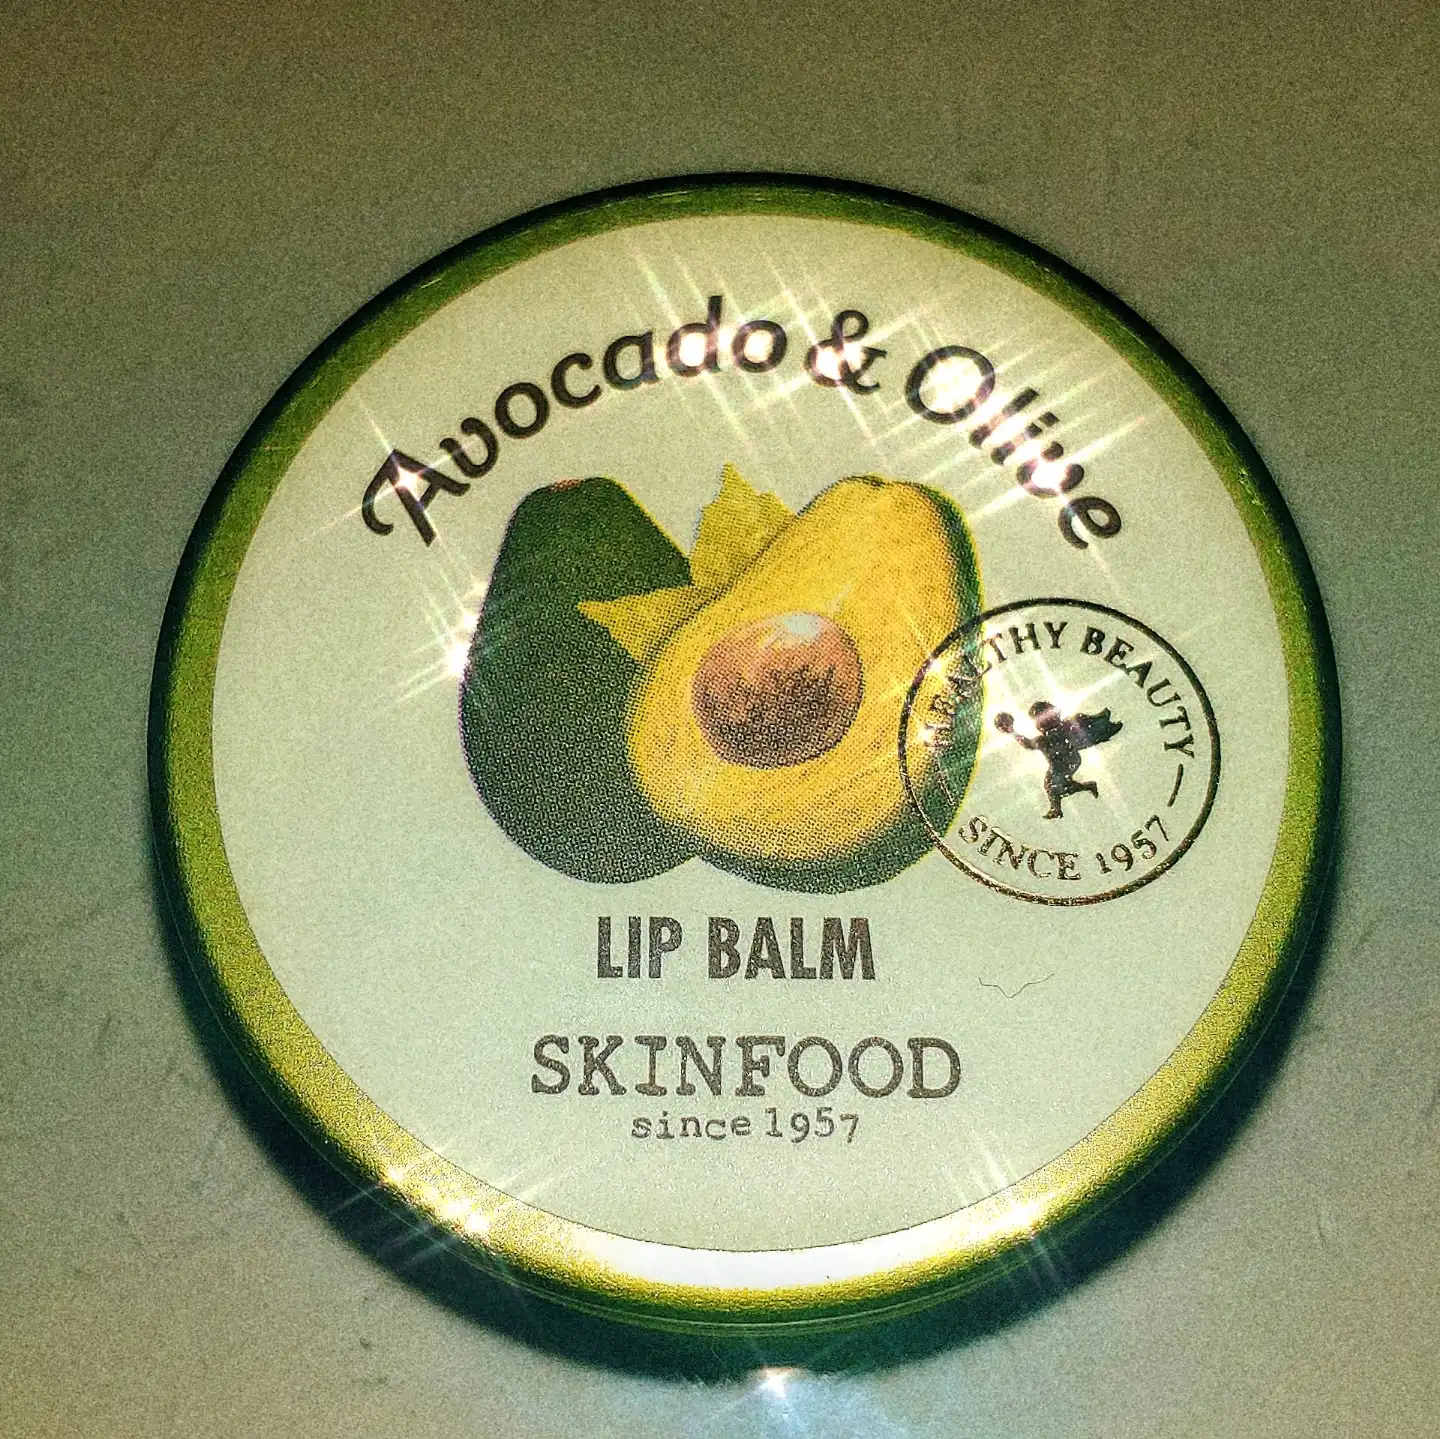 Avocado & Olive
HEALTHY BEAUTY
SINCE 1957
LIP BALM
SKINFOOD
since 1957